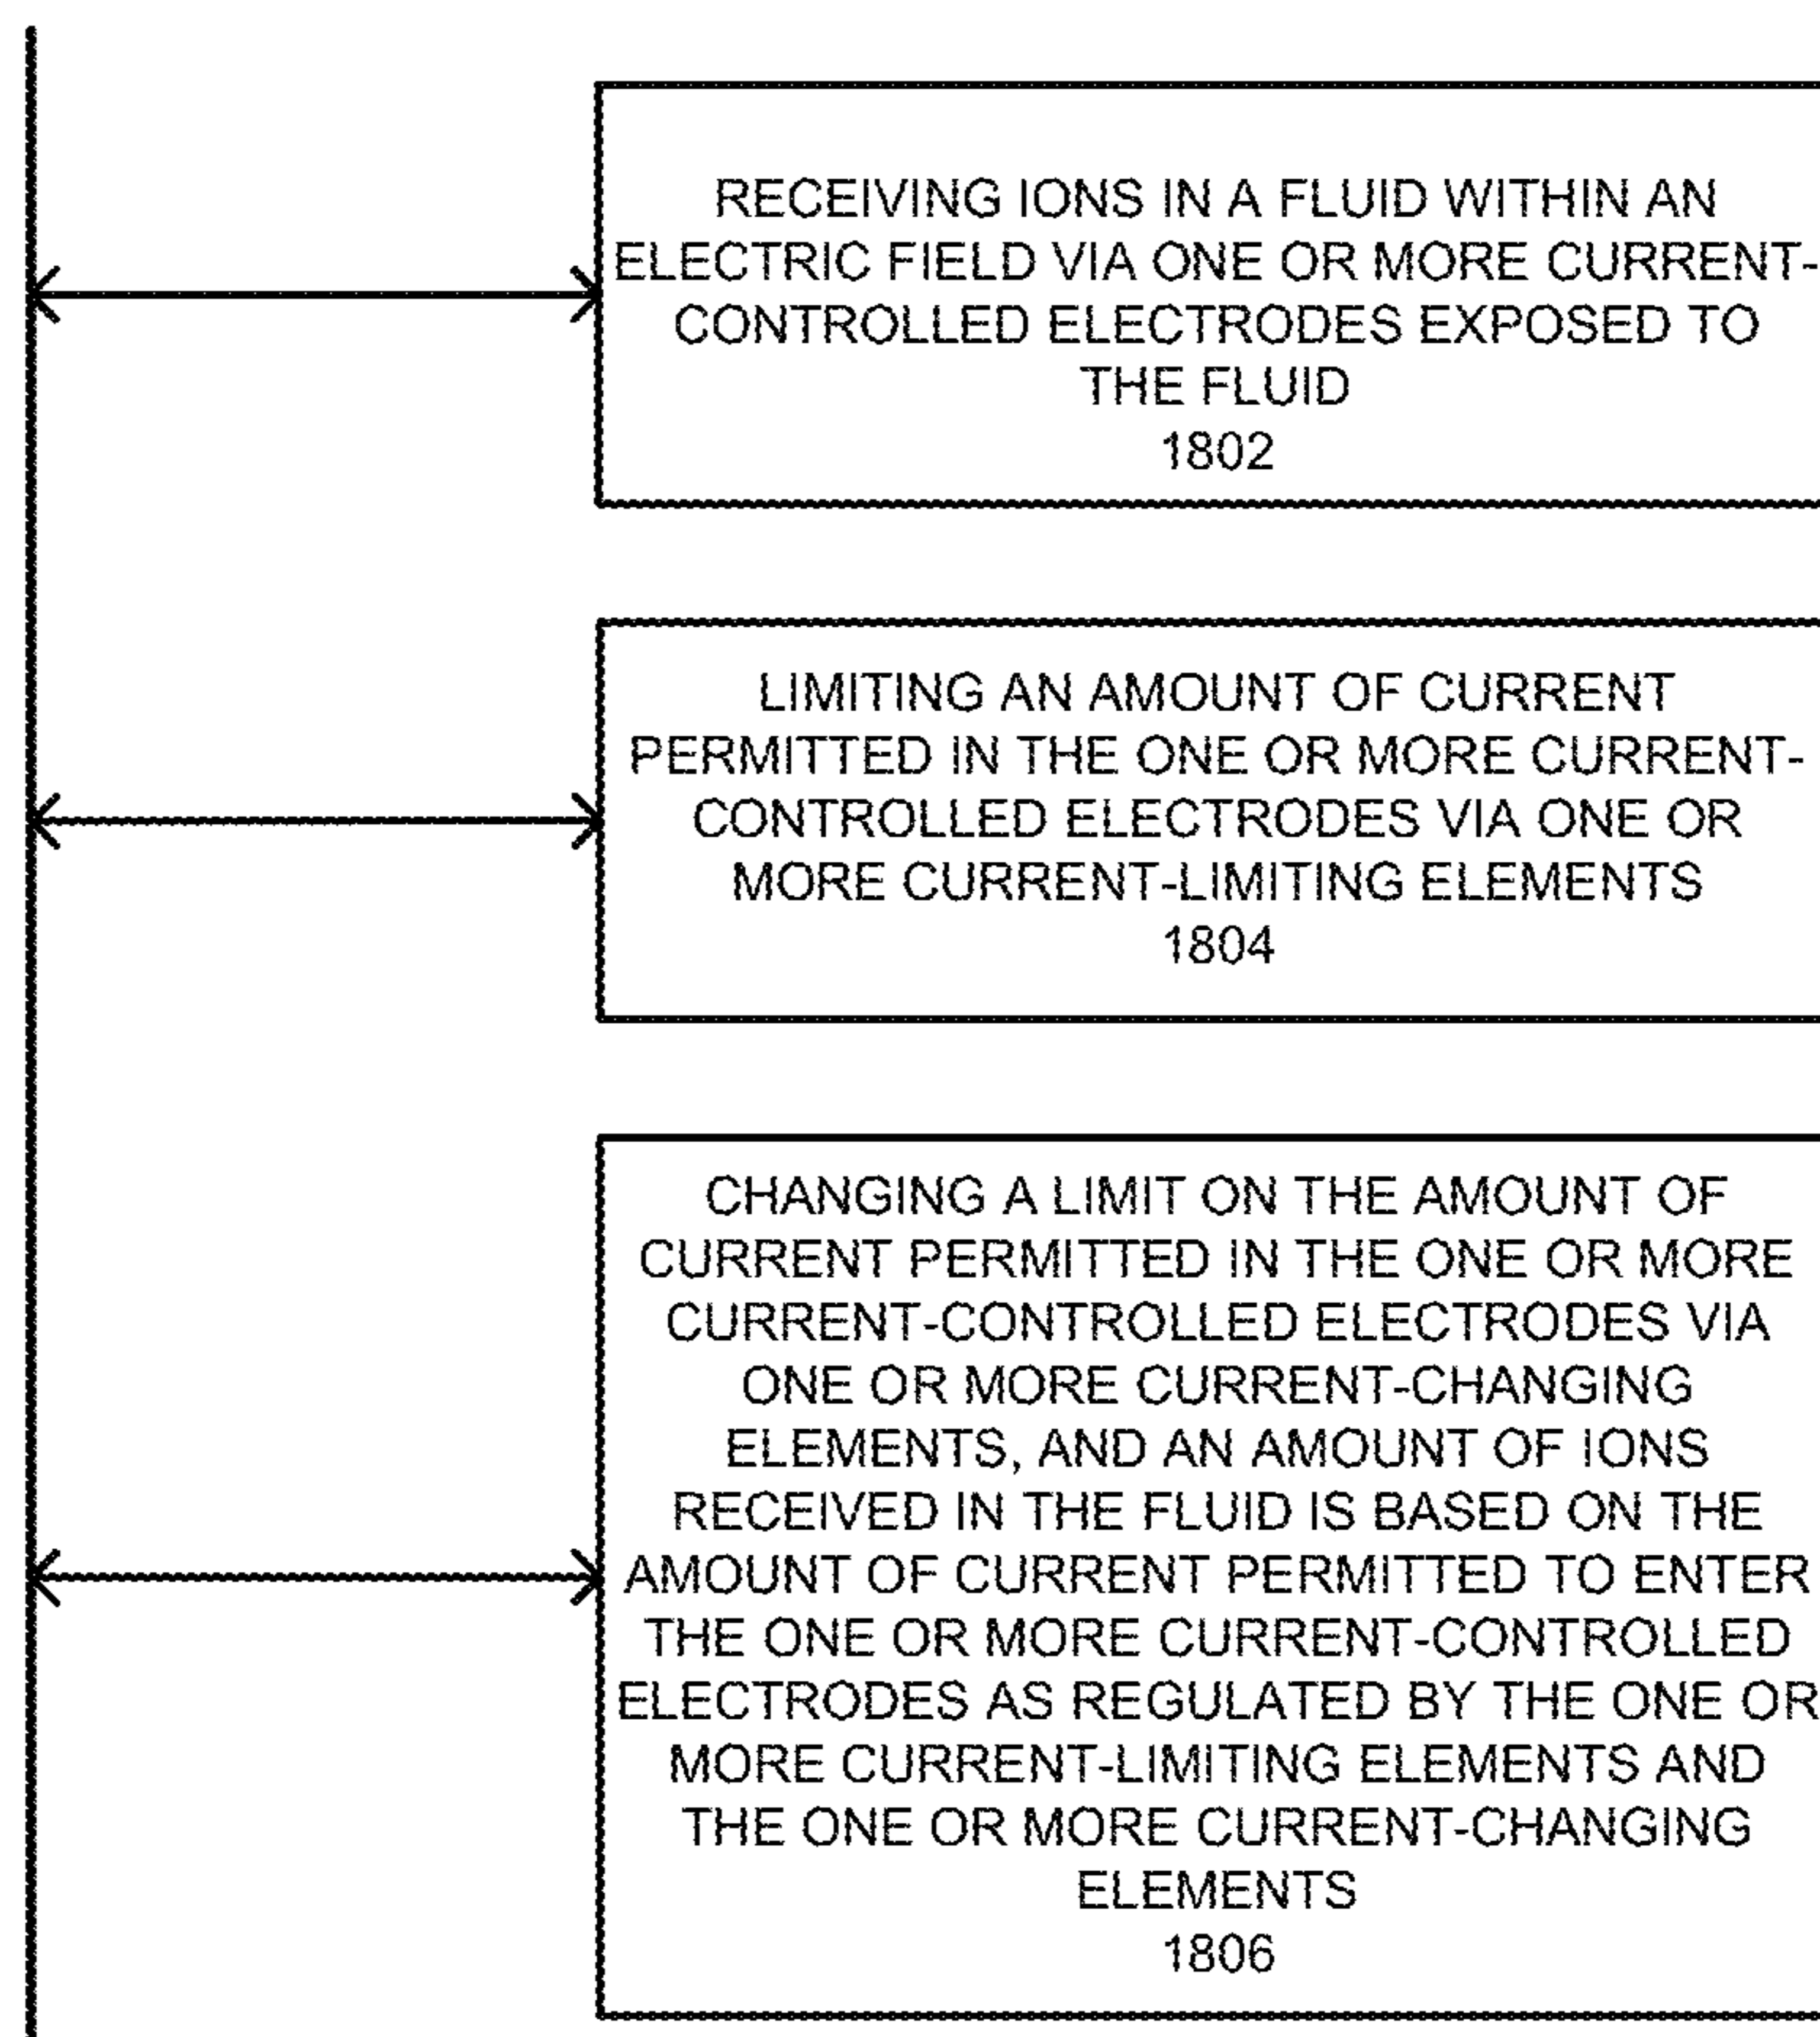 RECEIVING IONS IN A FLUID WITHIN AN
ELECTRIC FIELD VIA ONE OR MORE CURRENT-
CONTROLLED ELECTRODES EXPOSED TO
THE FLUID
1802
LIMITING AN AMOUNT OF CURRENT
PERMITTED IN THE ONE OR MORE CURRENT-
CONTROLLED ELECTRODES VIA ONE OR
MORE CURRENT-LIMITING ELEMENTS
1804
CHANGING A LIMIT ON THE AMOUNT OF
CURRENT PERMITTED IN THE ONE OR MORE
CURRENT-CONTROLLED ELECTRODES VIA
ONE OR MORE CURRENT-CHANGING
ELEMENTS, AND AN AMOUNT OF IONS
RECEIVED IN THE FLUID IS BASED ON THE
AMOUNT OF CURRENT PERMITTED TO ENTER
THE ONE OR MORE CURRENT-CONTROLLED
ELECTRODES AS REGULATED BY THE ONE OR
MORE CURRENT-LIMITING ELEMENTS AND
THE ONE OR MORE CURRENT-CHANGING
ELEMENTS
1806